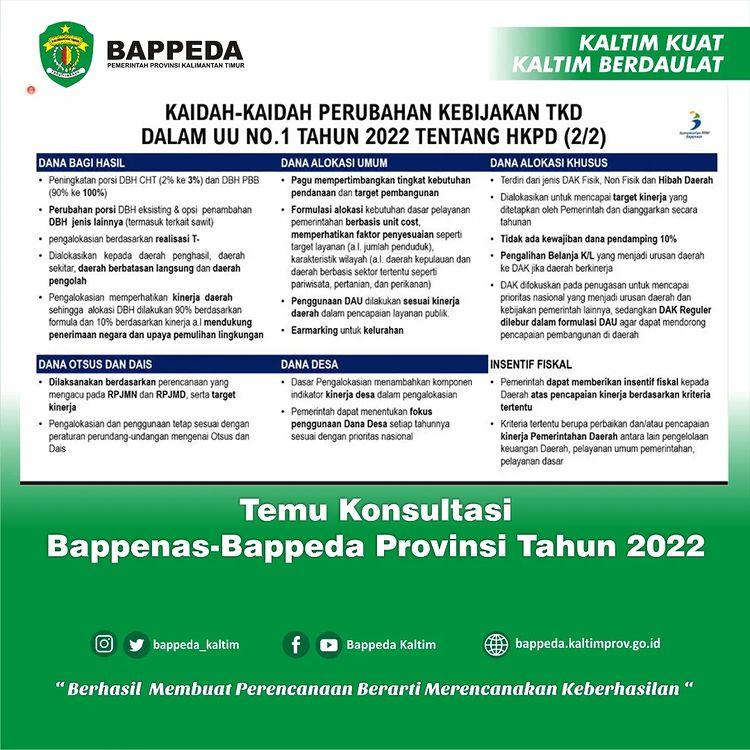 BAPPEDA
PEMERINTAH PROVINSI KALIMANTAN TIMUR
KALTIM KUAT
KALTIM BERDAULAT
KAIDAH-KAIDAH PERUBAHAN KEBIJAKAN TKD
DALAM UU NO.1 TAHUN 2022 TENTANG HKPD (2/2)
Kementerian PPN/
Bappenas
DANA BAGI HASIL
• Peningkatan porsi DBH CHT (2% ke 3%) dan DBH PBB
(90% ke 100%)
• Perubahan porsi DBH eksisting & opsi penambahan
DBH jenis lainnya (termasuk terkait sawit)
• pengalokasian berdasarkan realisasi T-
• Dialokasikan kepada daerah penghasil, daerah
sekitar, daerah berbatasan langsung dan daerah
pengolah
• Pengalokasian memperhatikan kinerja daerah
sehingga alokasi DBH dilakukan 90% berdasarkan
formula dan 10% berdasarkan kinerja a.l mendukung
penerimaan negara dan upaya pemulihan lingkungan
DANA ALOKASI UMUM
• Pagu mempertimbangkan tingkat kebutuhan
pendanaan dan target pembangunan
• Formulasi alokasi kebutuhan dasar pelayanan
pemerintahan berbasis unit cost,
memperhatikan faktor penyesuaian seperti
target layanan (a.l. jumlah penduduk),
karakteristik wilayah (a.l. daerah kepulauan dan
daerah berbasis sektor tertentu seperti
pariwisata, pertanian, dan perikanan)
• Penggunaan DAU dilakukan sesuai kinerja
daerah dalam pencapaian layanan publik.
• Earmarking untuk kelurahan
DANA ALOKASI KHUSUS
• Terdiri dari jenis DAK Fisik, Non Fisik dan Hibah Daerah
• Dialokasikan untuk mencapai target kinerja yang
ditetapkan oleh Pemerintah dan dianggarkan secara
tahunan
• Tidak ada kewajiban dana pendamping 10%
• Pengalihan Belanja K/L yang menjadi urusan daerah
ke DAK jika daerah berkinerja
• DAK difokuskan pada penugasan untuk mencapai
prioritas nasional yang menjadi urusan daerah dan
kebijakan pemerintah lainnya, sedangkan DAK Reguler
dilebur dalam formulasi DAU agar dapat mendorong
pencapaian pembangunan di daerah
DANA OTSUS DAN DAIS
• Dilaksanakan berdasarkan perencanaan yang
mengacu pada RPJMN dan RPJMD, serta target
kinerja
• Pengalokasian dan penggunaan tetap sesuai dengan
peraturan perundang-undangan mengenai Otsus dan
Dais
DANA DESA
• Dasar Pengalokasian menambahkan komponen
indikator kinerja desa dalam pengalokasian
• Pemerintah dapat menentukan fokus
penggunaan Dana Desa setiap tahunnya
sesuai dengan prioritas nasional
INSENTIF FISKAL
• Pemerintah dapat memberikan insentif fiskal kepada
Daerah atas pencapaian kinerja berdasarkan kriteria
tertentu
• Kriteria tertentu berupa perbaikan dan/atau pencapaian
kinerja Pemerintahan Daerah antara lain pengelolaan
keuangan Daerah, pelayanan umum pemerintahan,
pelayanan dasar
Temu Konsultasi
Bappenas-Bappeda Provinsi Tahun 2022
bappeda_kaltim
Bappeda Kaltim
bappeda.kaltimprov.go.id
“ Berhasil Membuat Perencanaan Berarti Merencanakan Keberhasilan “